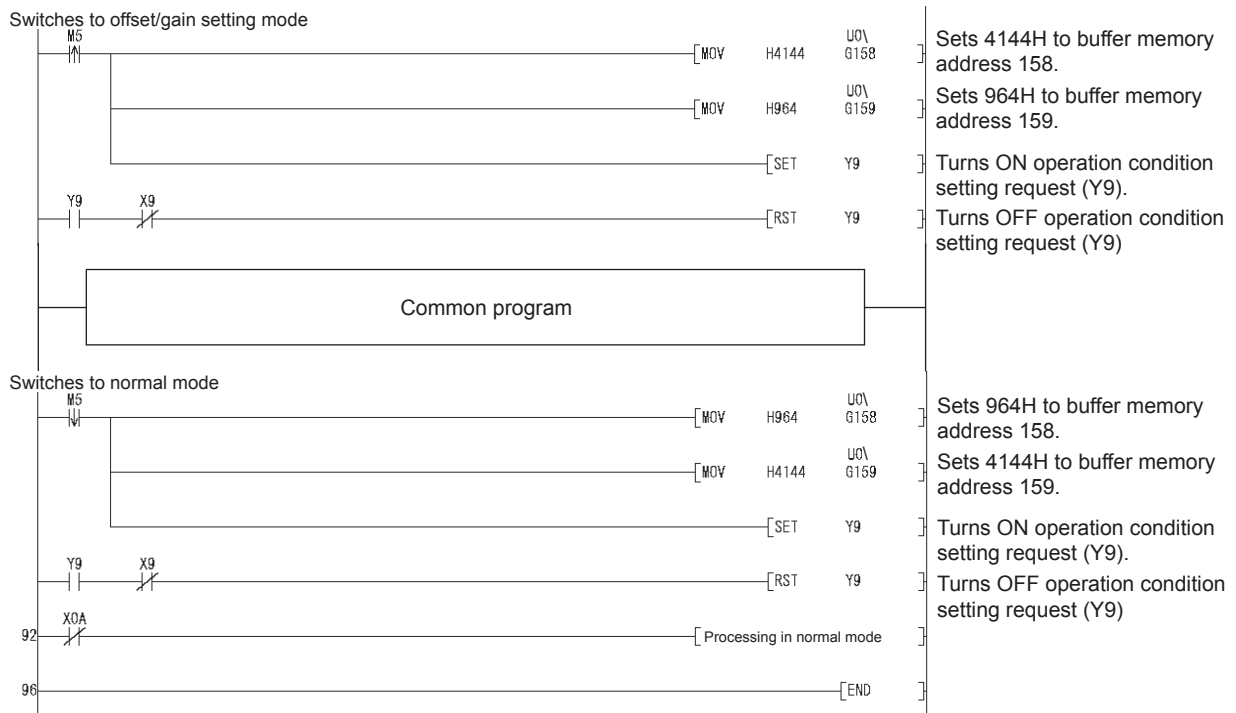 Switches to offset/gain setting mode
M5
U0\
[MOV H4144 G158 ]
Sets 4144H to buffer memory
address 158.
U0\
[MOV H964 G159 ]
Sets 964H to buffer memory
address 159.
[SET Y9 ]
Turns ON operation condition
setting request (Y9).
Y9 X9
[RST Y9 ]
Turns OFF operation condition
setting request (Y9)
Common program
Switches to normal mode
M5
U0\
[MOV H964 G158 ]
Sets 964H to buffer memory
address 158.
U0\
[MOV H4144 G159 ]
Sets 4144H to buffer memory
address 159.
[SET Y9 ]
Turns ON operation condition
setting request (Y9).
Y9 X9
[RST Y9 ]
Turns OFF operation condition
setting request (Y9)
X0A
92 [ Processing in normal mode ]
96 [END ]